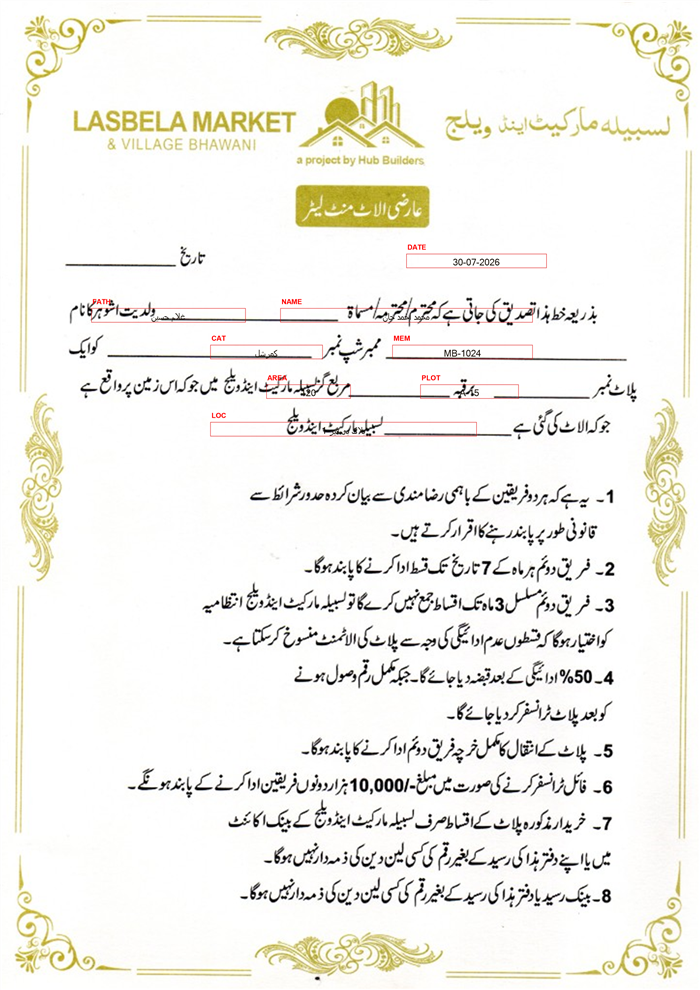 LASBELA MARKET
& VILLAGE BHAWANI
a project by Hub Builders
لسبیلہ مارکیٹ اینڈ ویلج
عارضی الاٹ منٹ لیٹر
تاریخ
DATE
30-07-2026
FATH NAME
بذریعہ خط ہذا تصدیق کی جاتی ہے کہ محترم/محترمہ/مسماۃ ولدیت/شوہر کا نام
غلام حسین
CAT MEM
ممبر شپ نمبر MB-1024 کمرشل کو ایک
AREA PLOT
پلاٹ نمبر برقبہ مربع گز لسبیلہ مارکیٹ اینڈ ویلج میں جو کہ اس زمین پر واقع ہے
LOC
جو کہ الاٹ کی گئی ہے لسبیلہ مارکیٹ اینڈ ویلج
1۔ یہ ہے کہ ہر دو فریقین کے باہمی رضا مندی سے بیان کردہ حدور شرائط سے
قانونی طور پر پابند رہنے کا اقرار کرتے ہیں۔
2۔ فریق دوئم ہر ماہ کے 7 تاریخ تک قسط ادا کرنے کا پابند ہوگا۔
3۔ فریق دوئم مسلسل 3 ماہ تک اقساط جمع نہیں کرے گا تو لسبیلہ مارکیٹ اینڈ ویلج انتظامیہ
کو اختیار ہوگا کہ قسطوں عدم ادائیگی کی وجہ سے پلاٹ کی الاٹمنٹ منسوخ کر سکتا ہے۔
4۔ 50% ادائیگی کے بعد قبضہ دیا جائے گا۔ جبکہ مکمل رقم وصول ہونے
کو بعد پلاٹ ٹرانسفر کر دیا جائے گا۔
5۔ پلاٹ کے انتقال کا مکمل خرچہ فریق دوئم ادا کرنے کا پابند ہوگا۔
6۔ فائل ٹرانسفر کرنے کی صورت میں مبلغ -/10,000 ہزار دونوں فریقین ادا کرنے کے پابند ہونگے۔
7۔ خریدار مذکورہ پلاٹ کے اقساط صرف لسبیلہ مارکیٹ اینڈ ویلج کے بینک اکائنٹ
میں یا اپنے دفتر ہذا کی رسید کے بغیر رقم کی کسی لین دین کی ذمہ دار نہیں ہوگا۔
8۔ بینک رسید یا دفتر ہذا کی رسید کے بغیر رقم کی کسی لین دین کی ذمہ دار نہیں ہوگا۔